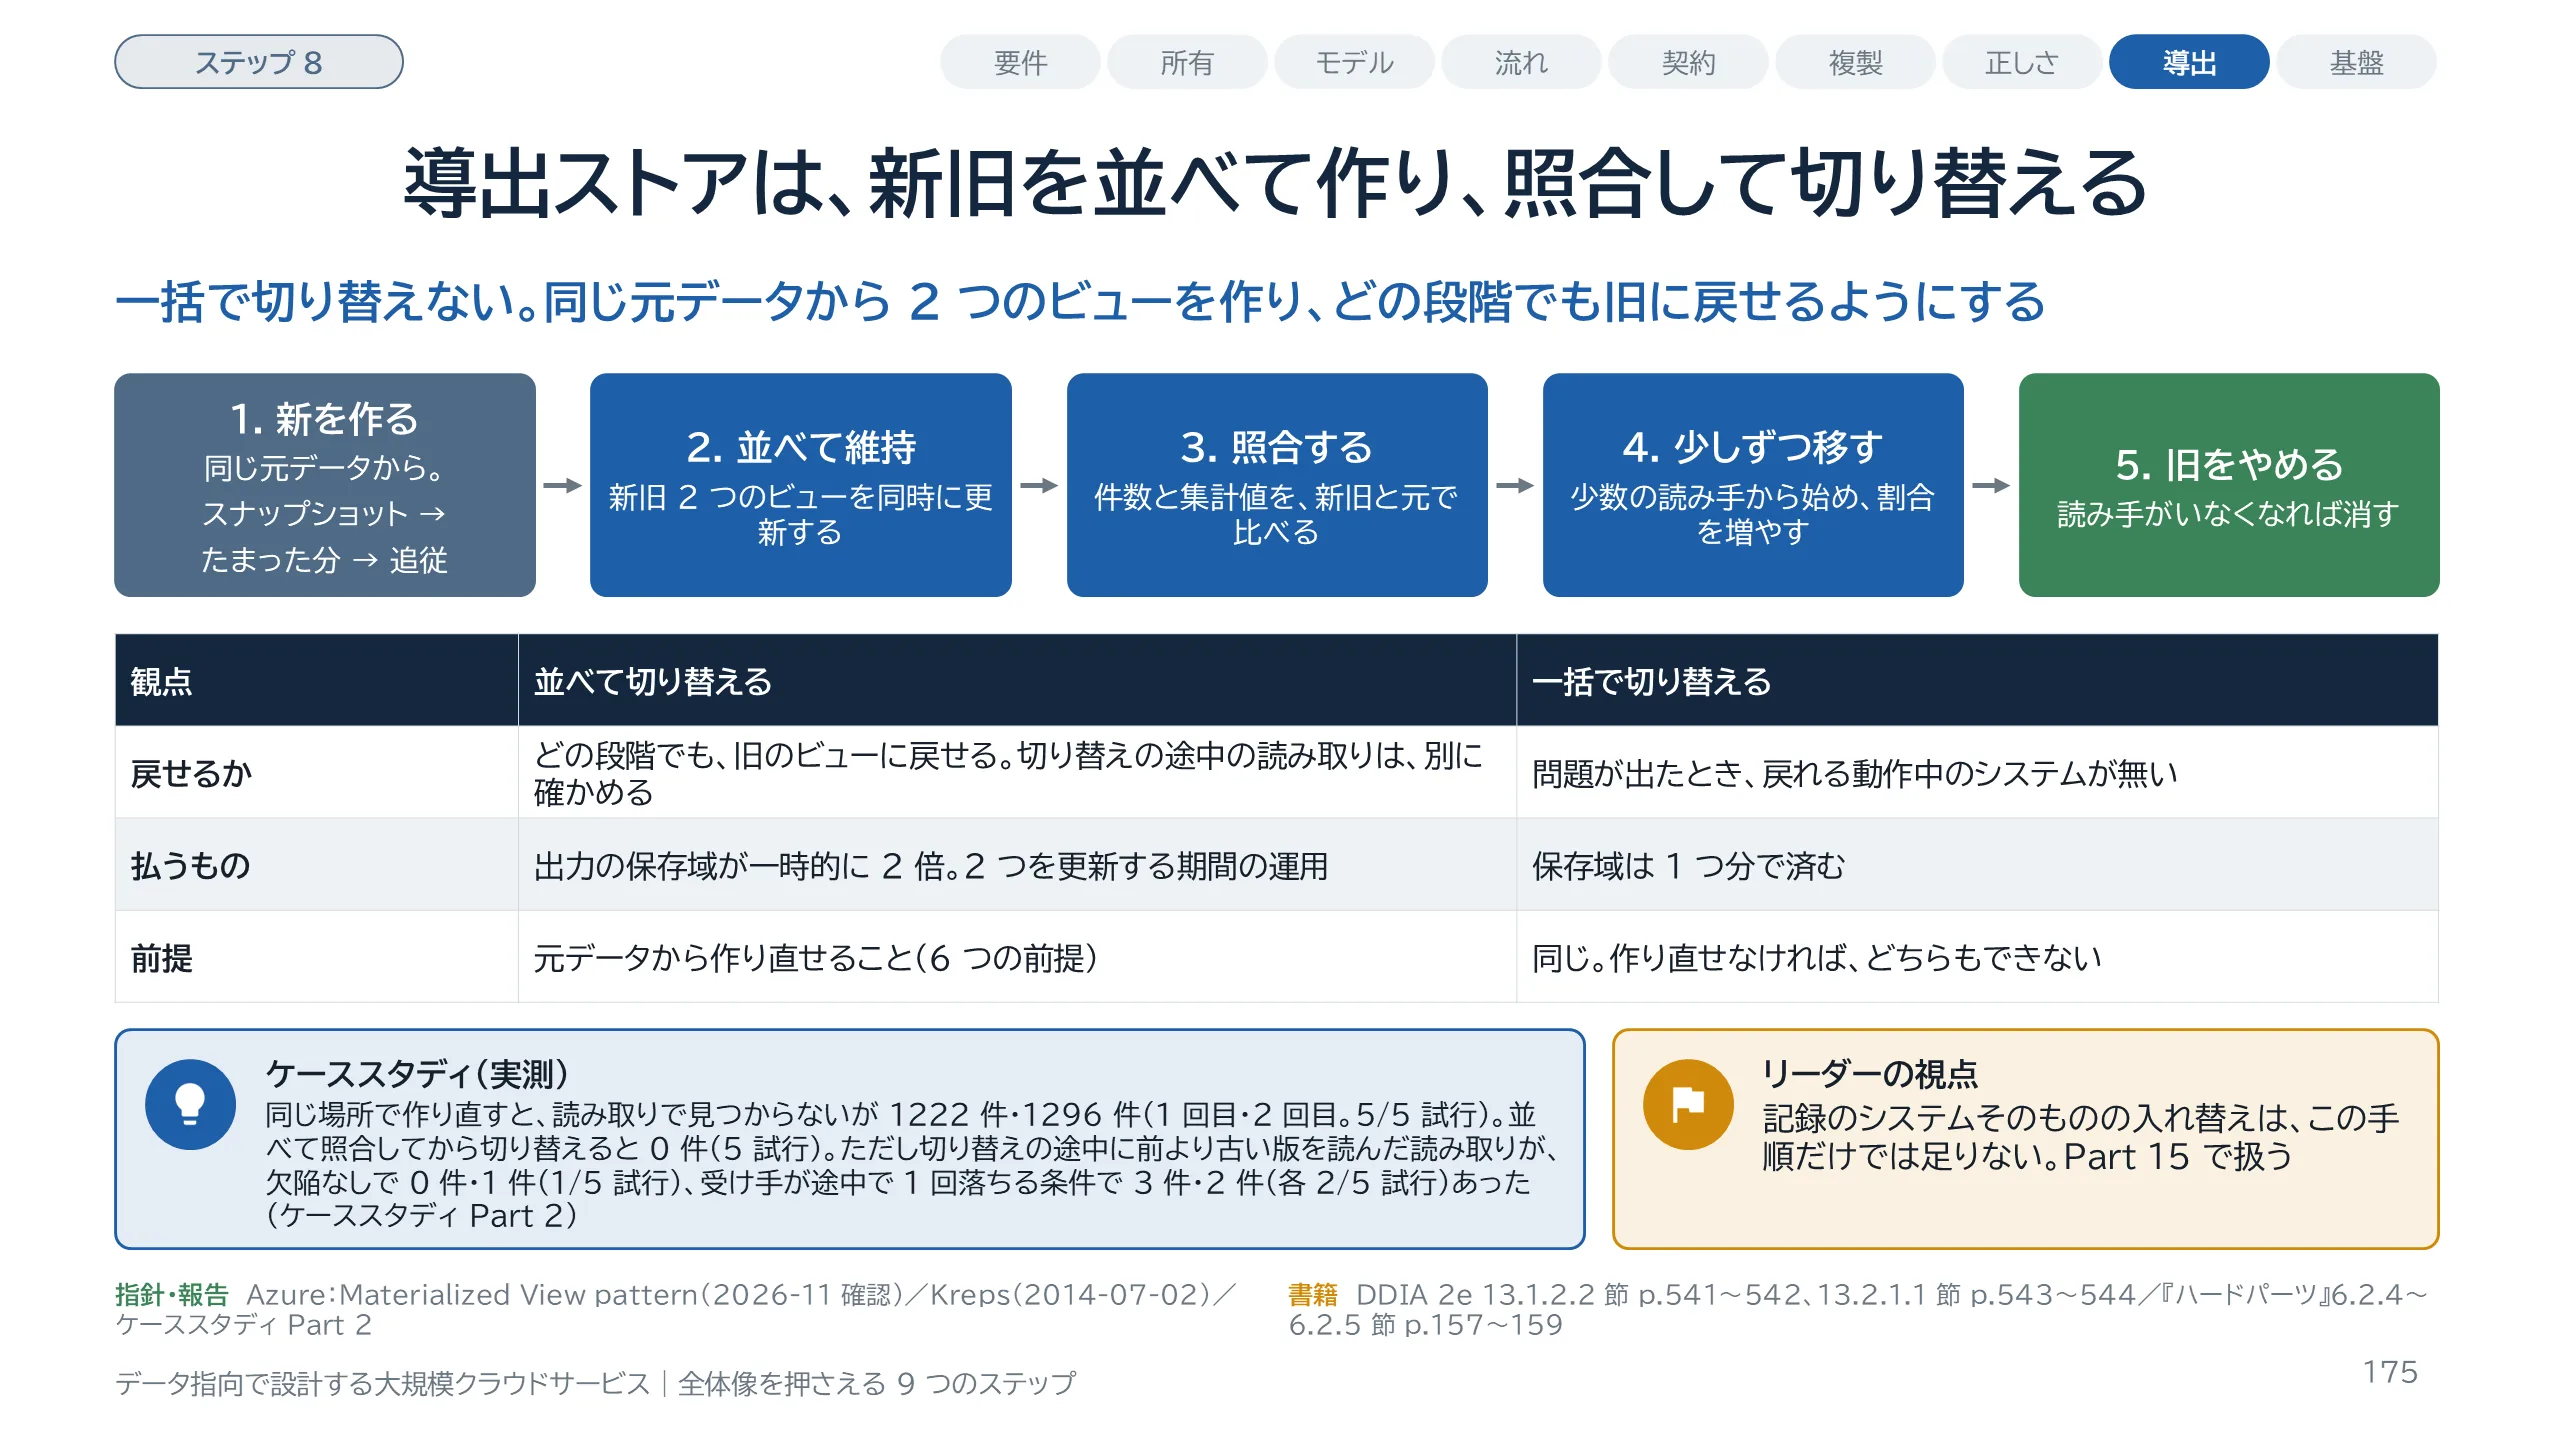 ステップ 8
要件
所有
モデル
流れ
契約
複製
正しさ
導出
基盤
導出ストアは、新旧を並べて作り、照合して切り替える
一括で切り替えない。同じ元データから 2 つのビューを作り、どの段階でも旧に戻せるようにする
1. 新を作る
同じ元データから。
スナップショット →
たまった分 → 追従
2. 並べて維持
新旧 2 つのビューを同時に更
新する
3. 照合する
件数と集計値を、新旧と元で
比べる
4. 少しずつ移す
少数の読み手から始め、割合
を増やす
5. 旧をやめる
読み手がいなくなれば消す
観点
並べて切り替える
一括で切り替える
戻せるか
どの段階でも、旧のビューに戻せる。切り替えの途中の読み取りは、別に
確かめる
問題が出たとき、戻れる動作中のシステムが無い
払うもの
出力の保存域が一時的に 2 倍。2 つを更新する期間の運用
保存域は 1 つ分で済む
前提
元データから作り直せること（6 つの前提）
同じ。作り直せなければ、どちらもできない
ケーススタディ（実測）
同じ場所で作り直すと、読み取りで見つからないが 1222 件・1296 件（1 回目・2 回目。5/5 試行）。並
べて照合してから切り替えると 0 件（5 試行）。ただし切り替えの途中に前より古い版を読んだ読み取りが、
欠陥なしで 0 件・1 件（1/5 試行）、受け手が途中で 1 回落ちる条件で 3 件・2 件（各 2/5 試行）あった
（ケーススタディ Part 2）
リーダーの視点
記録のシステムそのものの入れ替えは、この手
順だけでは足りない。Part 15 で扱う
指針・報告 Azure：Materialized View pattern（2026-11 確認）／Kreps（2014-07-02）／
ケーススタディ Part 2
書籍 DDIA 2e 13.1.2.2 節 p.541〜542、13.2.1.1 節 p.543〜544／『ハードパーツ』6.2.4〜
6.2.5 節 p.157〜159
データ指向で設計する大規模クラウドサービス｜全体像を押さえる 9 つのステップ
175